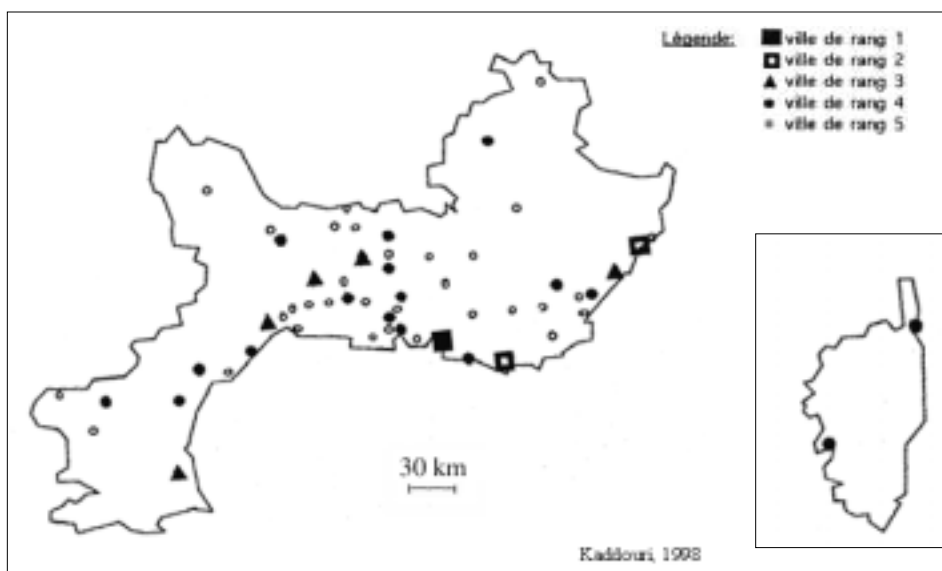 Légende:
ville de rang 1
ville de rang 2
ville de rang 3
ville de rang 4
ville de rang 5
30 km
Kaddouri, 1998